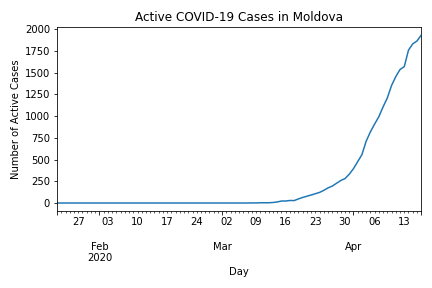 Active COVID-19 Cases in Moldova
2000
1750
1500
1250
1000
750
500
250
0
Number of Active Cases
27 03 10 17 24 02 09 16 23 30 06 13
Feb Mar Apr
2020
Day